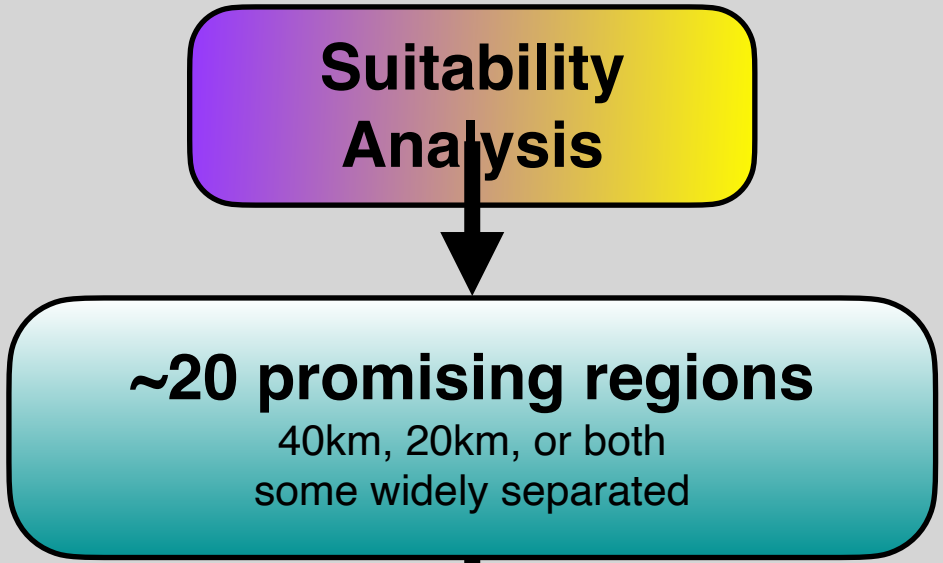 Suitability
Analysis
~20 promising regions
40km, 20km, or both
some widely separated